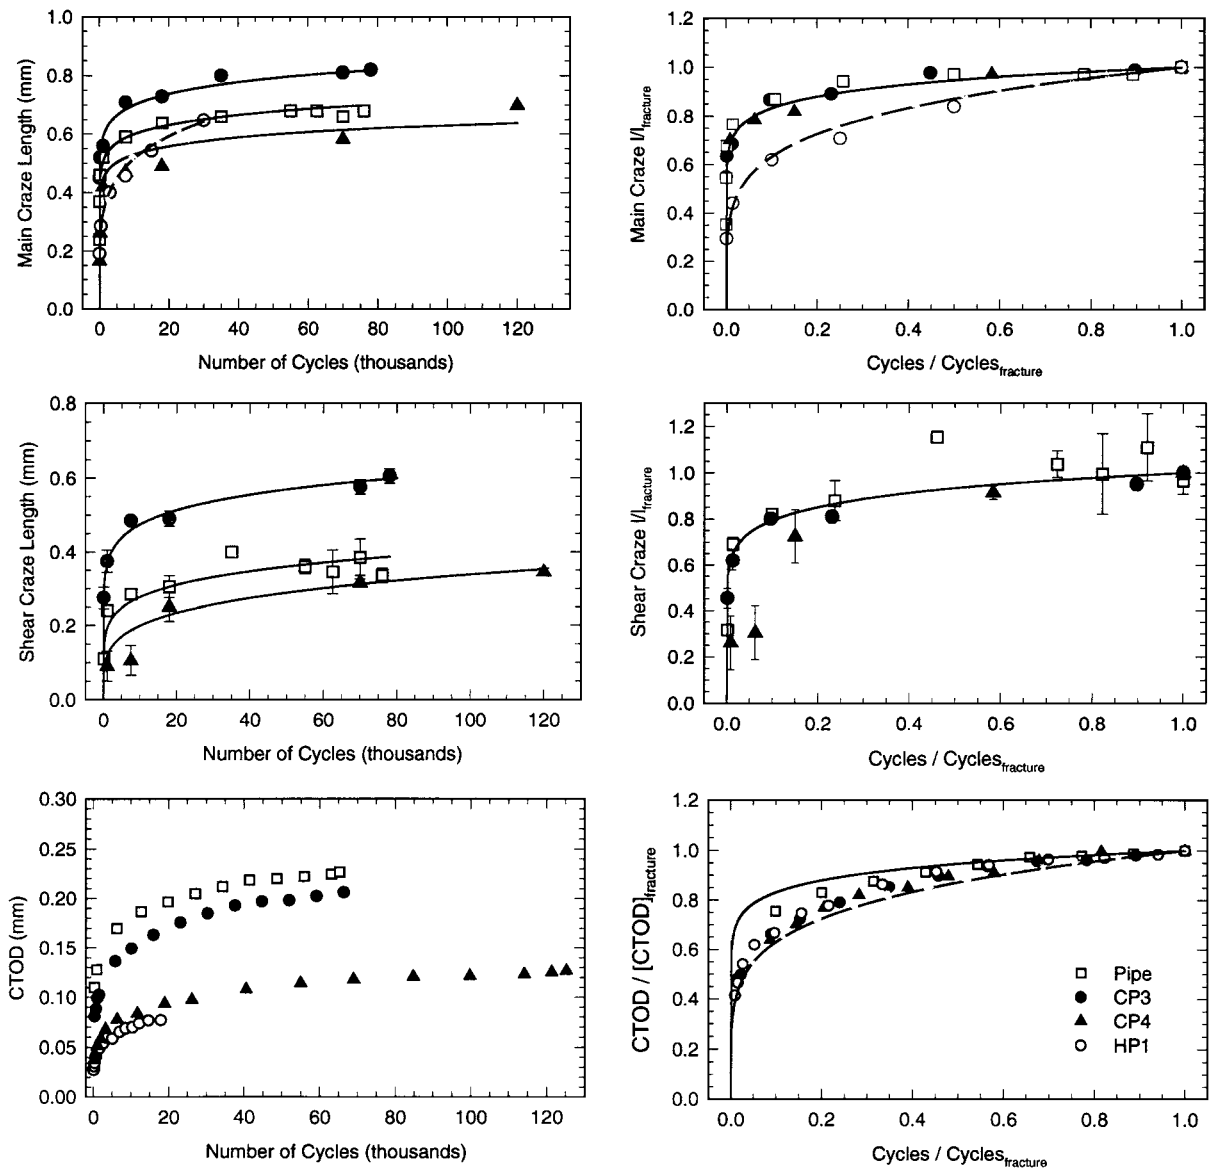 Main Craze Length (mm)
1.0
0.8
0.6
0.4
0.2
0.0
0 20 40 60 80 100 120
Number of Cycles (thousands)
Main Craze l/lfracture
1.2
1.0
0.8
0.6
0.4
0.2
0.0
0.0 0.2 0.4 0.6 0.8 1.0
Cycles / Cyclesfracture
Shear Craze Length (mm)
0.8
0.6
0.4
0.2
0.0
0 20 40 60 80 100 120
Number of Cycles (thousands)
Shear Craze l/lfracture
1.2
1.0
0.8
0.6
0.4
0.2
0.0
0.0 0.2 0.4 0.6 0.8 1.0
Cycles / Cyclesfracture
CTOD (mm)
0.30
0.25
0.20
0.15
0.10
0.05
0.00
0 20 40 60 80 100 120
Number of Cycles (thousands)
CTOD / [CTOD]fracture
1.2
1.0
0.8
0.6
0.4
0.2
0.0
Pipe
CP3
CP4
HP1
0.0 0.2 0.4 0.6 0.8 1.0
Cycles / Cyclesfracture